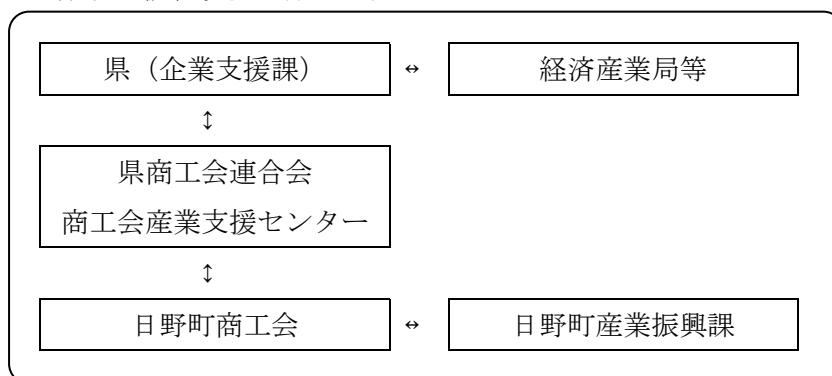 県（企業支援課） ↔ 経済産業局等
↕
県商工会連合会
商工会産業支援センター
↕
日野町商工会 ↔ 日野町産業振興課